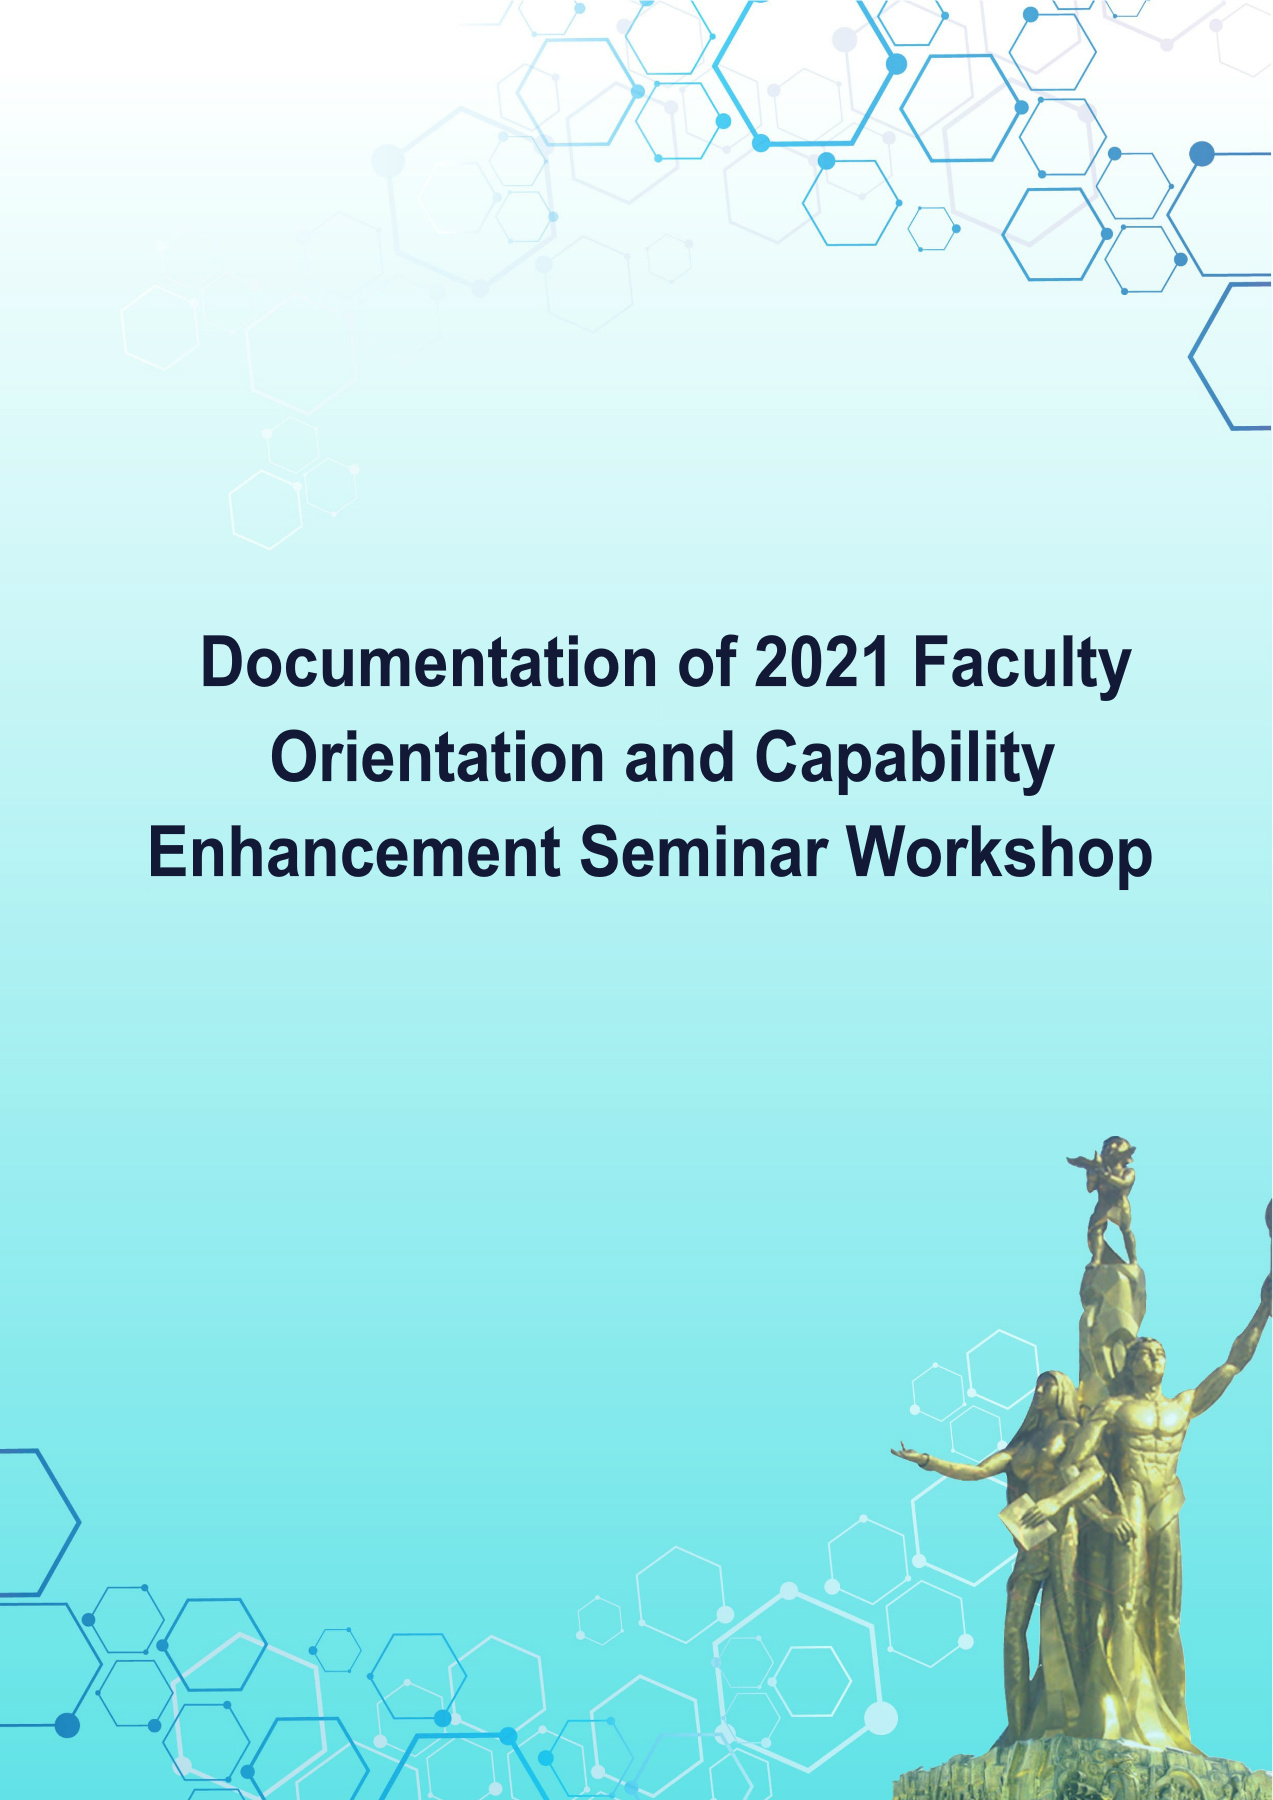 Documentation of 2021 Faculty
Orientation and Capability
Enhancement Seminar Workshop